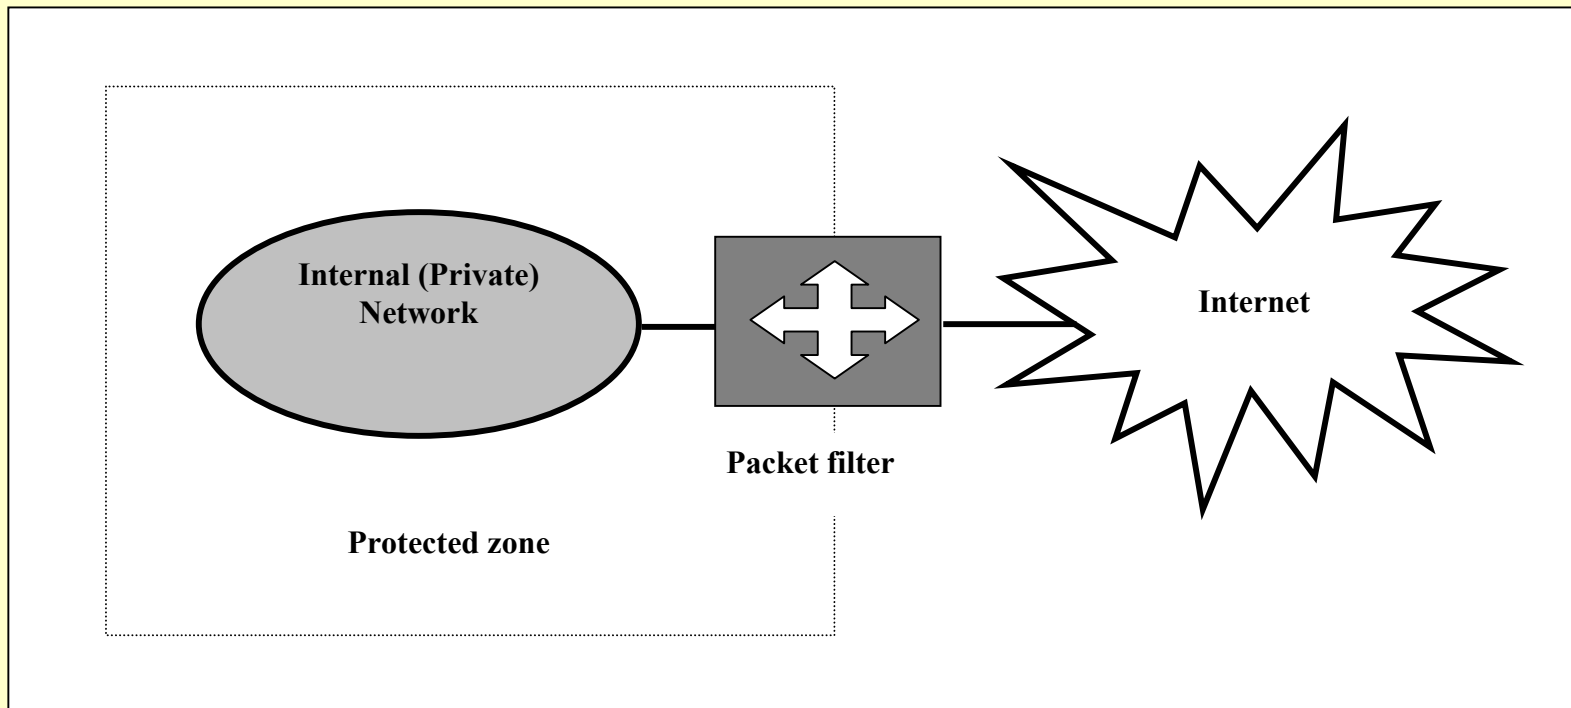 Internal (Private)
Network
Internet
Packet filter
Protected zone